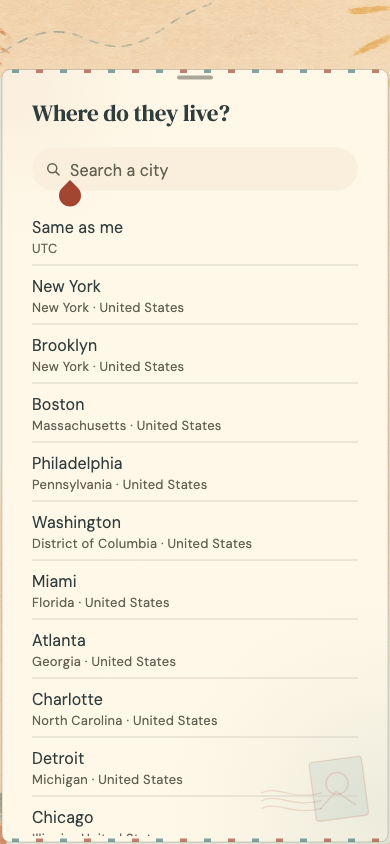 Where do they live?
Search a city
Same as me
UTC
New York
New York · United States
Brooklyn
New York · United States
Boston
Massachusetts · United States
Philadelphia
Pennsylvania · United States
Washington
District of Columbia · United States
Miami
Florida · United States
Atlanta
Georgia · United States
Charlotte
North Carolina · United States
Detroit
Michigan · United States
Chicago